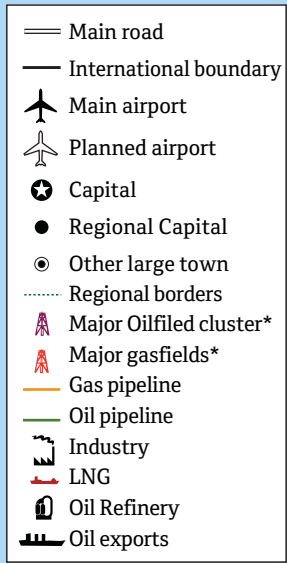 Main road
International boundary
Main airport
Planned airport
Capital
Regional Capital
Other large town
Regional borders
Major Oilfiled cluster*
Major gasfields*
Gas pipeline
Oil pipeline
Industry
LNG
Oil Refinery
Oil exports